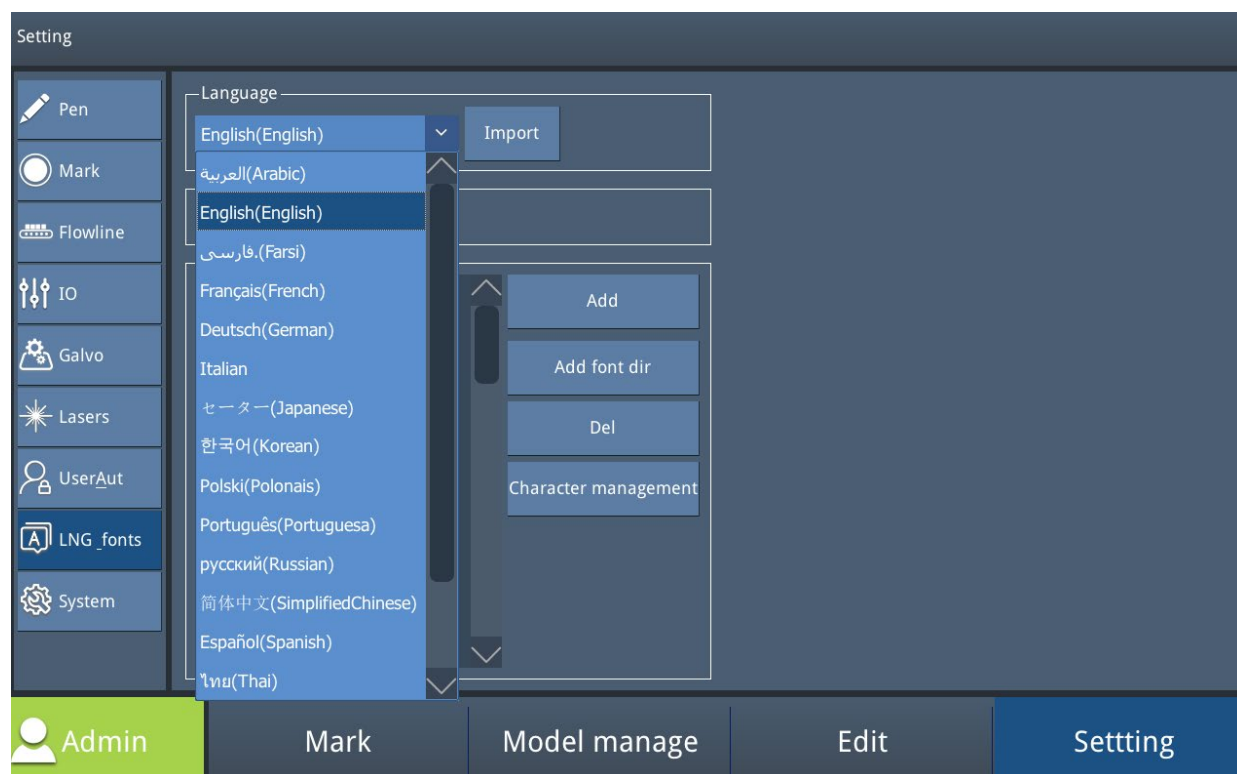 Setting
Pen
Mark
Flowline
IO
Galvo
Lasers
UserAut
LNG_fonts
System
Language
English(English)
Import
العربية(Arabic)
English(English)
فارسی.(Farsi)
Français(French)
Deutsch(German)
Italian
セーター(Japanese)
한국어(Korean)
Polski(Polonais)
Português(Portuguesa)
русский(Russian)
简体中文(SimplifiedChinese)
Español(Spanish)
ไทย(Thai)
Add
Add font dir
Del
Character management
Admin
Mark
Model manage
Edit
Settting